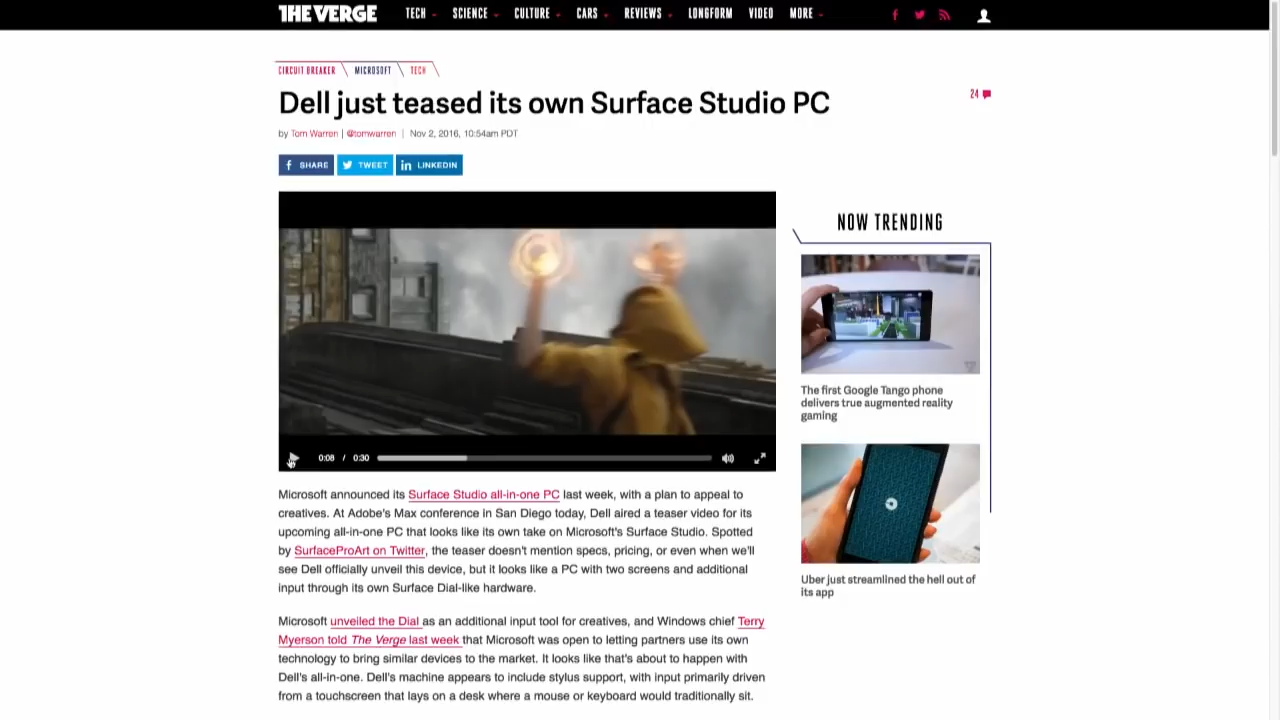 THE VERGE TECH SCIENCE CULTURE CARS REVIEWS LONGFORM VIDEO MORE
CIRCUIT BREAKER MICROSOFT TECH
Dell just teased its own Surface Studio PC
24
by Tom Warren | @tomwarren | Nov 2, 2016, 10:54am PDT
SHARE TWEET LINKEDIN
0:08 / 0:30
Microsoft announced its Surface Studio all-in-one PC last week, with a plan to appeal to
creatives. At Adobe's Max conference in San Diego today, Dell aired a teaser video for its
upcoming all-in-one PC that looks like its own take on Microsoft's Surface Studio. Spotted
by SurfaceProArt on Twitter, the teaser doesn't mention specs, pricing, or even when we'll
see Dell officially unveil this device, but it looks like a PC with two screens and additional
input through its own Surface Dial-like hardware.
Microsoft unveiled the Dial as an additional input tool for creatives, and Windows chief Terry
Myerson told The Verge last week that Microsoft was open to letting partners use its own
technology to bring similar devices to the market. It looks like that's about to happen with
Dell's all-in-one. Dell's machine appears to include stylus support, with input primarily driven
from a touchscreen that lays on a desk where a mouse or keyboard would traditionally sit.
NOW TRENDING
The first Google Tango phone
delivers true augmented reality
gaming
Uber just streamlined the hell out of
its app